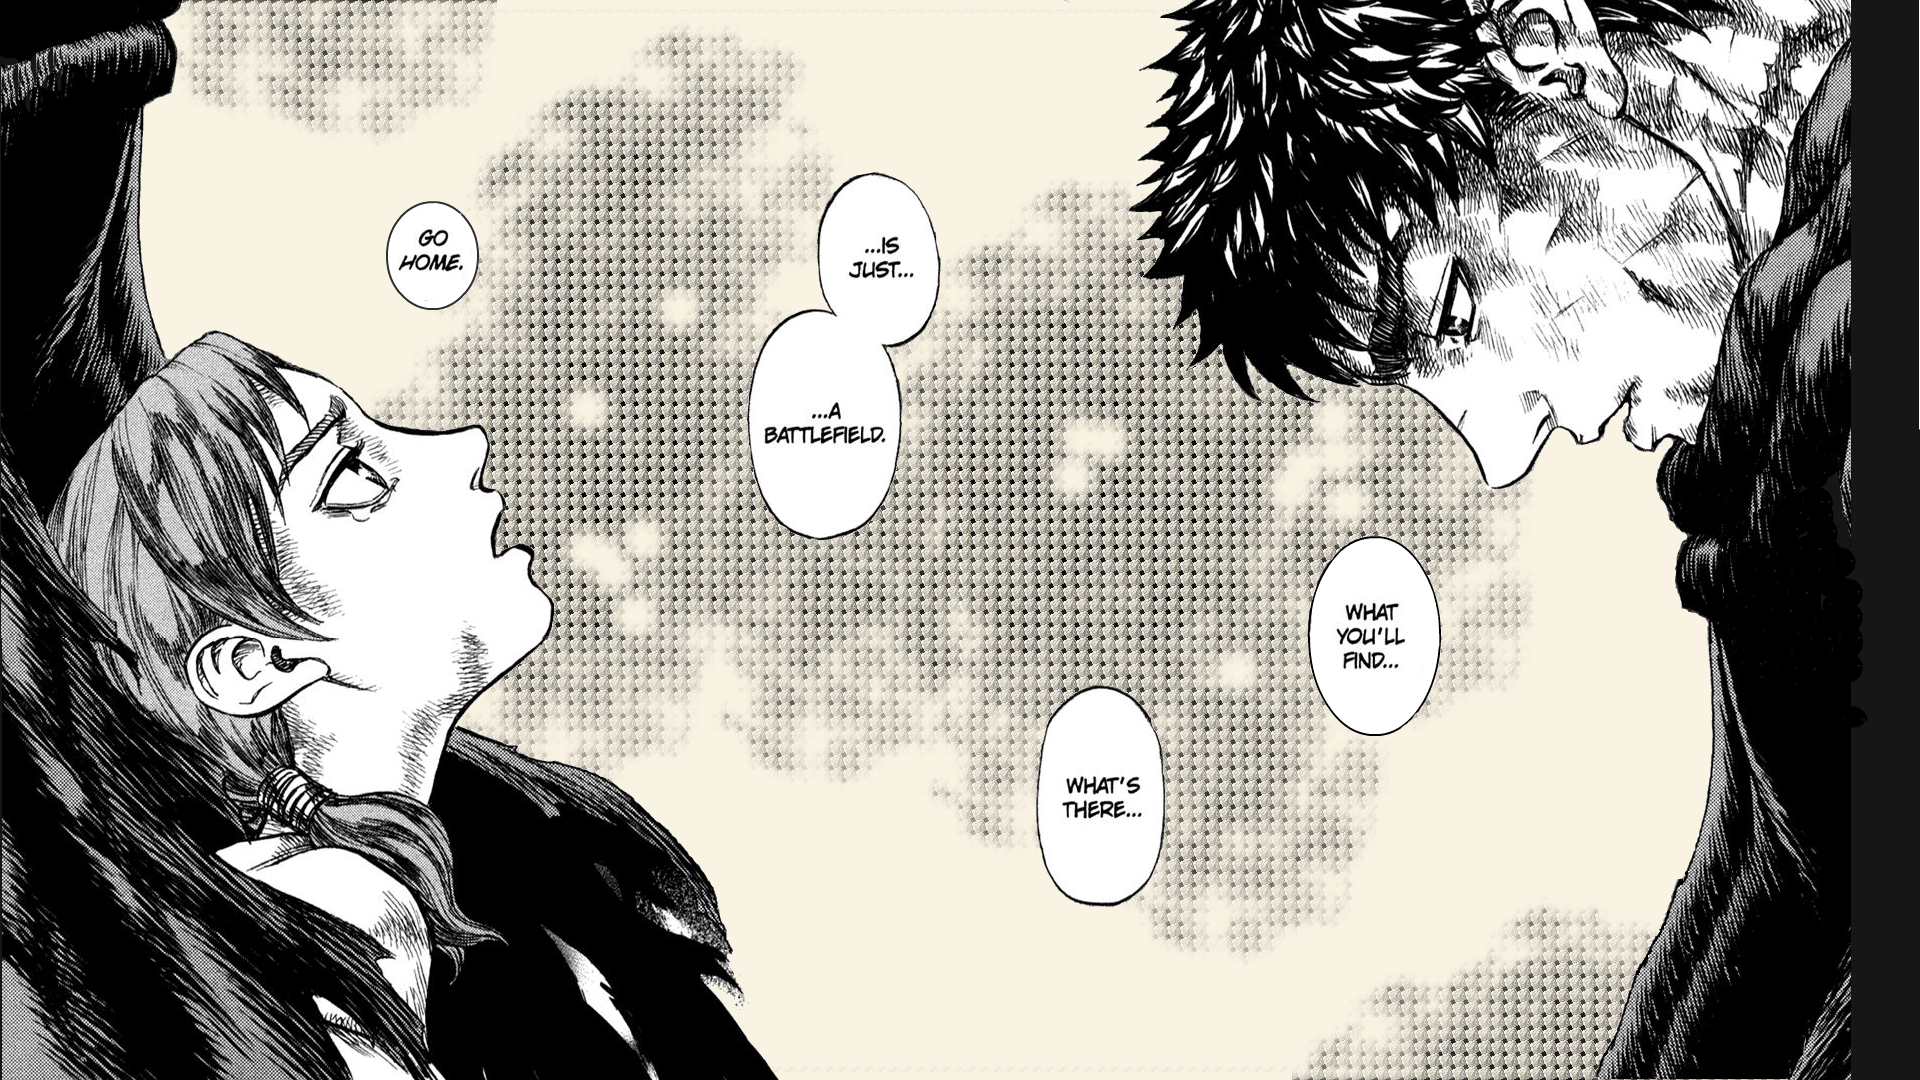 WHAT
YOU'LL
FIND...
WHAT'S
THERE...
...IS
JUST...
...A
BATTLEFIELD.
GO
HOME.